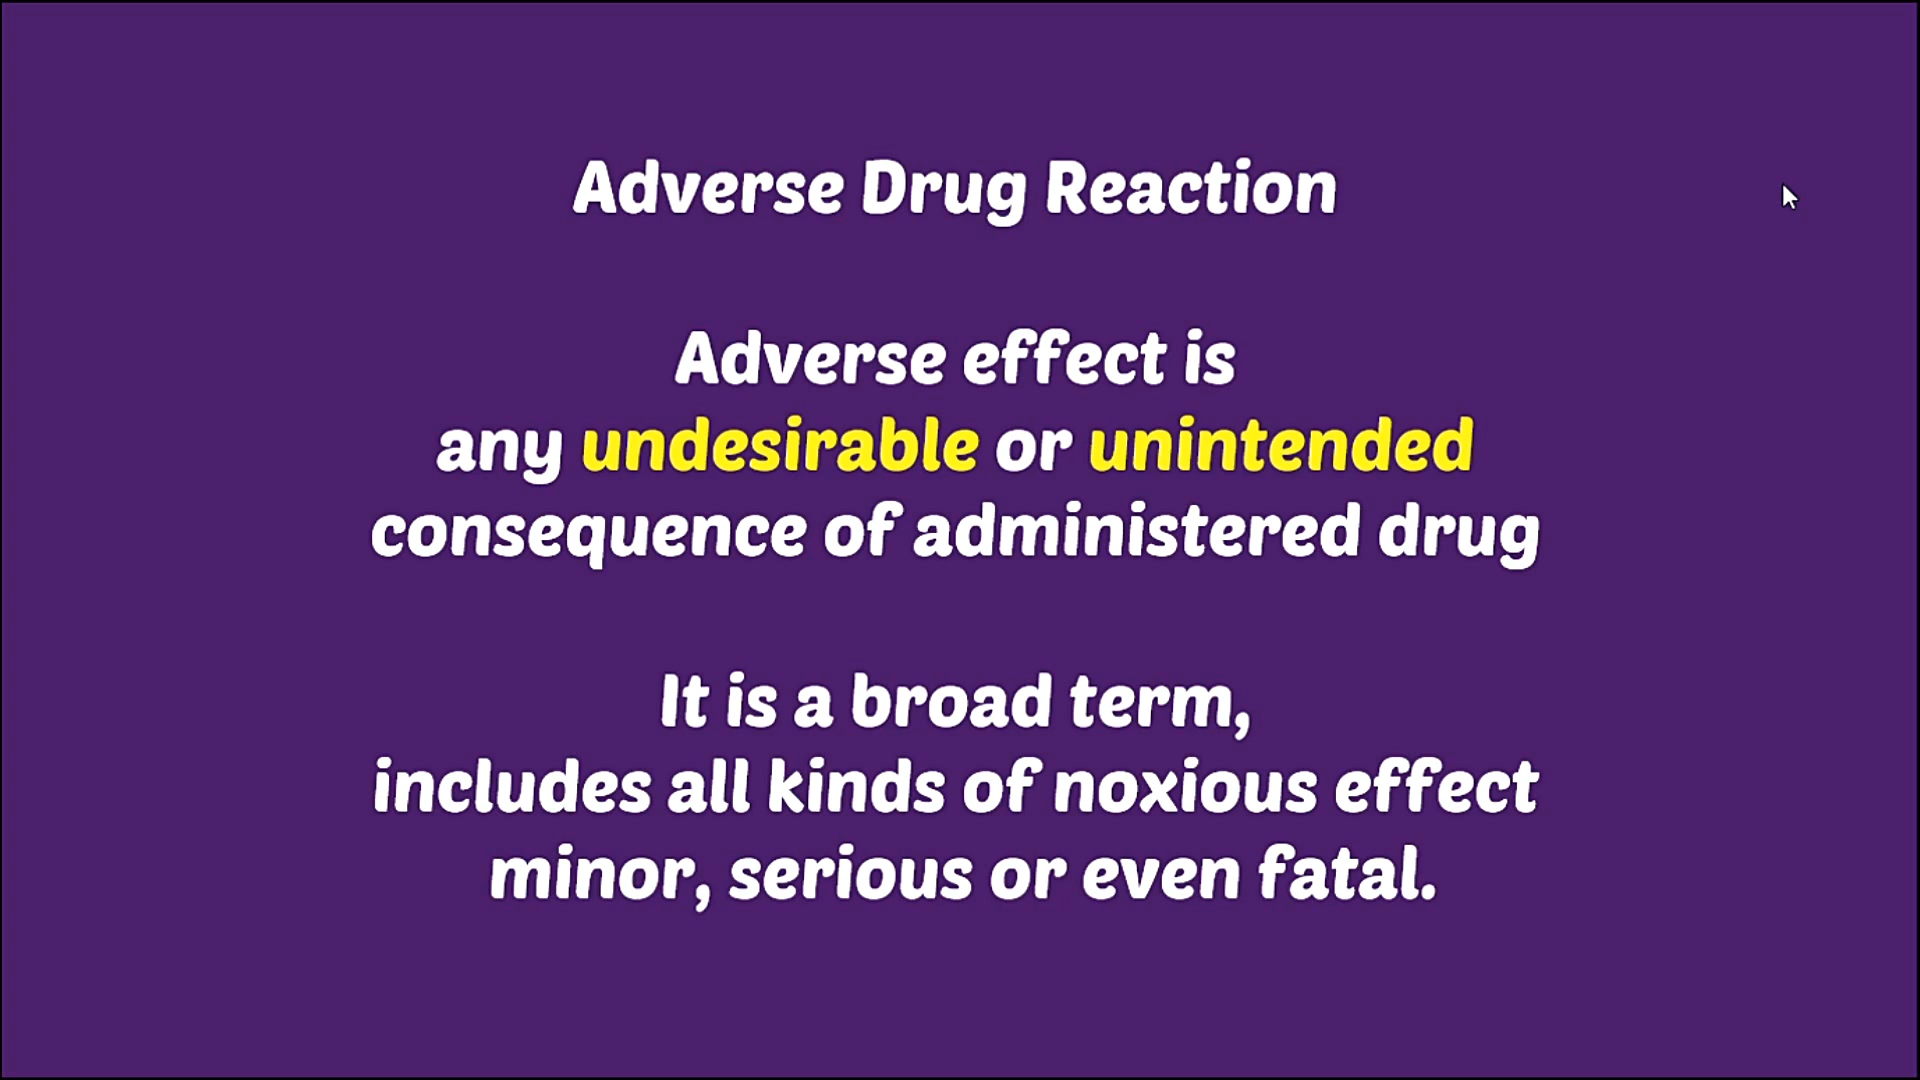 Adverse Drug Reaction
Adverse effect is
any undesirable or unintended
consequence of administered drug
It is a broad term,
includes all kinds of noxious effect
minor, serious or even fatal.